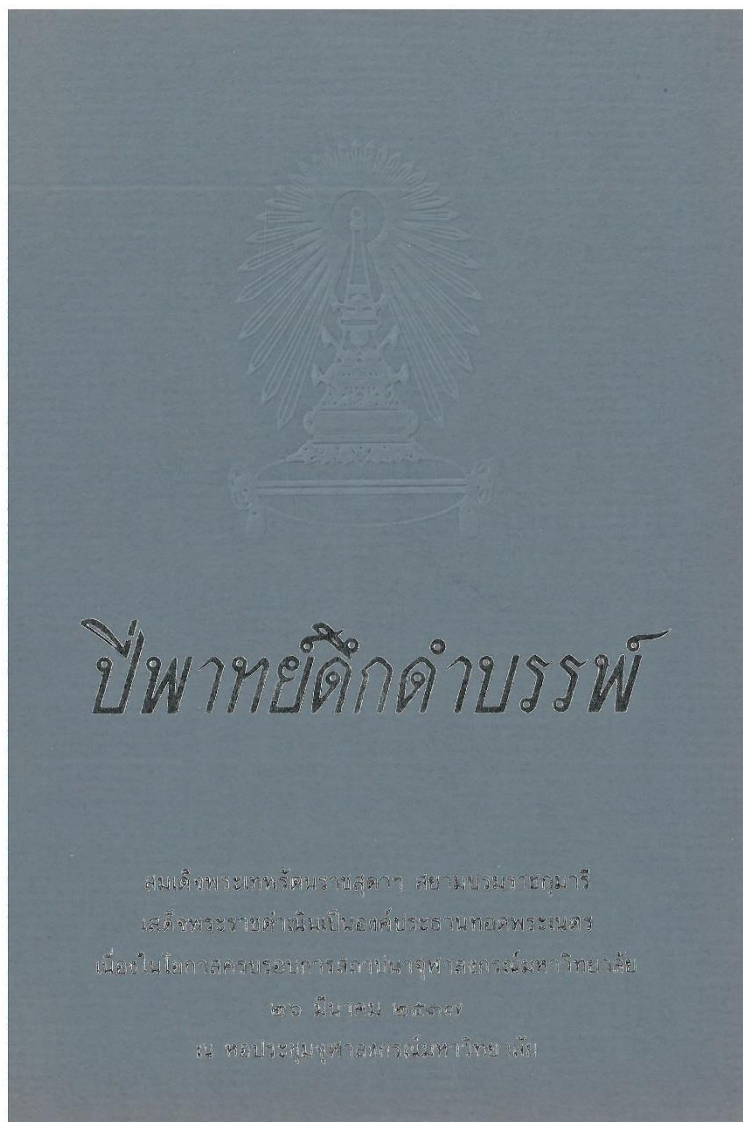 ปี่พาทย์ดึกดำบรรพ์
สมเด็จพระเทพรัตนราชสุดาฯ สยามบรมราชกุมารี
เสด็จพระราชดำเนินเป็นองค์ประธานทอดพระเนตร
เนื่องในโอกาสครบรอบการสถาปนาจุฬาลงกรณ์มหาวิทยาลัย
๒๖ มีนาคม ๒๕๓๗
ณ หอประชุมจุฬาลงกรณ์มหาวิทยาลัย